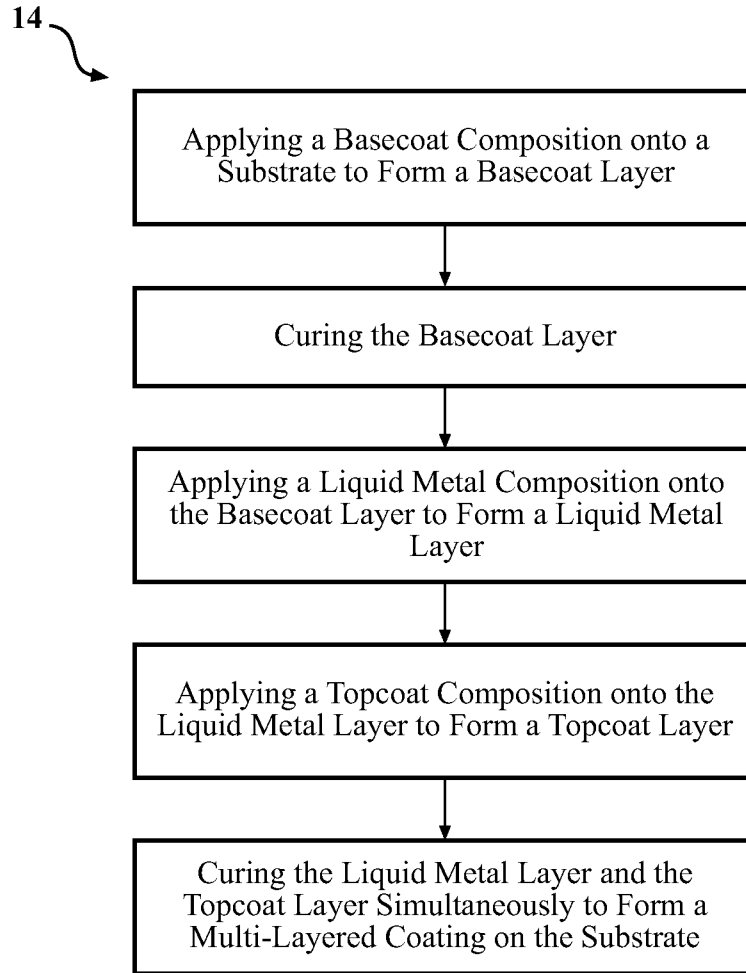 14
Applying a Basecoat Composition onto a
Substrate to Form a Basecoat Layer
Curing the Basecoat Layer
Applying a Liquid Metal Composition onto
the Basecoat Layer to Form a Liquid Metal
Layer
Applying a Topcoat Composition onto the
Liquid Metal Layer to Form a Topcoat Layer
Curing the Liquid Metal Layer and the
Topcoat Layer Simultaneously to Form a
Multi-Layered Coating on the Substrate